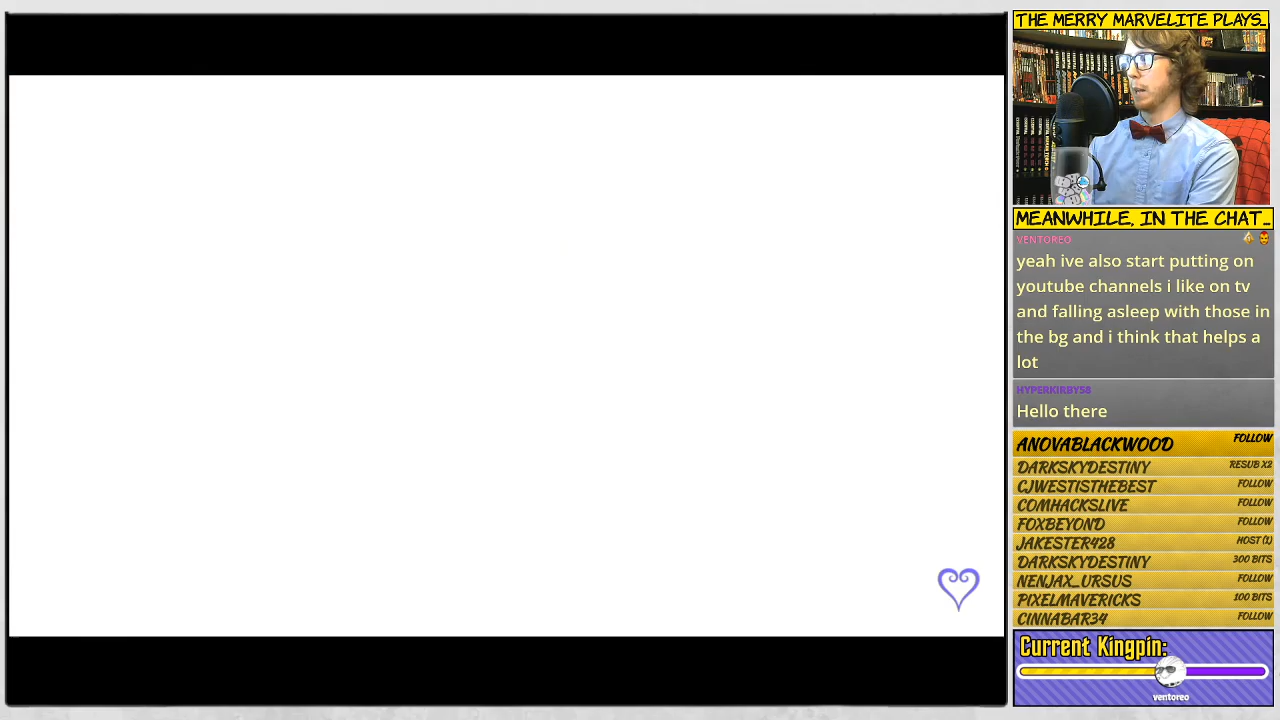 THE MERRY MARVELITE PLAYS...
MEANWHILE, IN THE CHAT...
VENTOREO
yeah ive also start putting on
youtube channels i like on tv
and falling asleep with those in
the bg and i think that helps a
lot
HYPERKIRBY58
Hello there
ANOVABLACKWOOD FOLLOW
DARKSKYDESTINY RESUB X2
CJWESTISTHEBEST FOLLOW
COMHACKSLIVE FOLLOW
FOXBEYOND FOLLOW
JAKESTER428 HOST (1)
DARKSKYDESTINY 300 BITS
NENJAX_URSUS FOLLOW
PIXELMAVERICKS 100 BITS
CINNABAR34 FOLLOW
Current Kingpin:
ventoreo